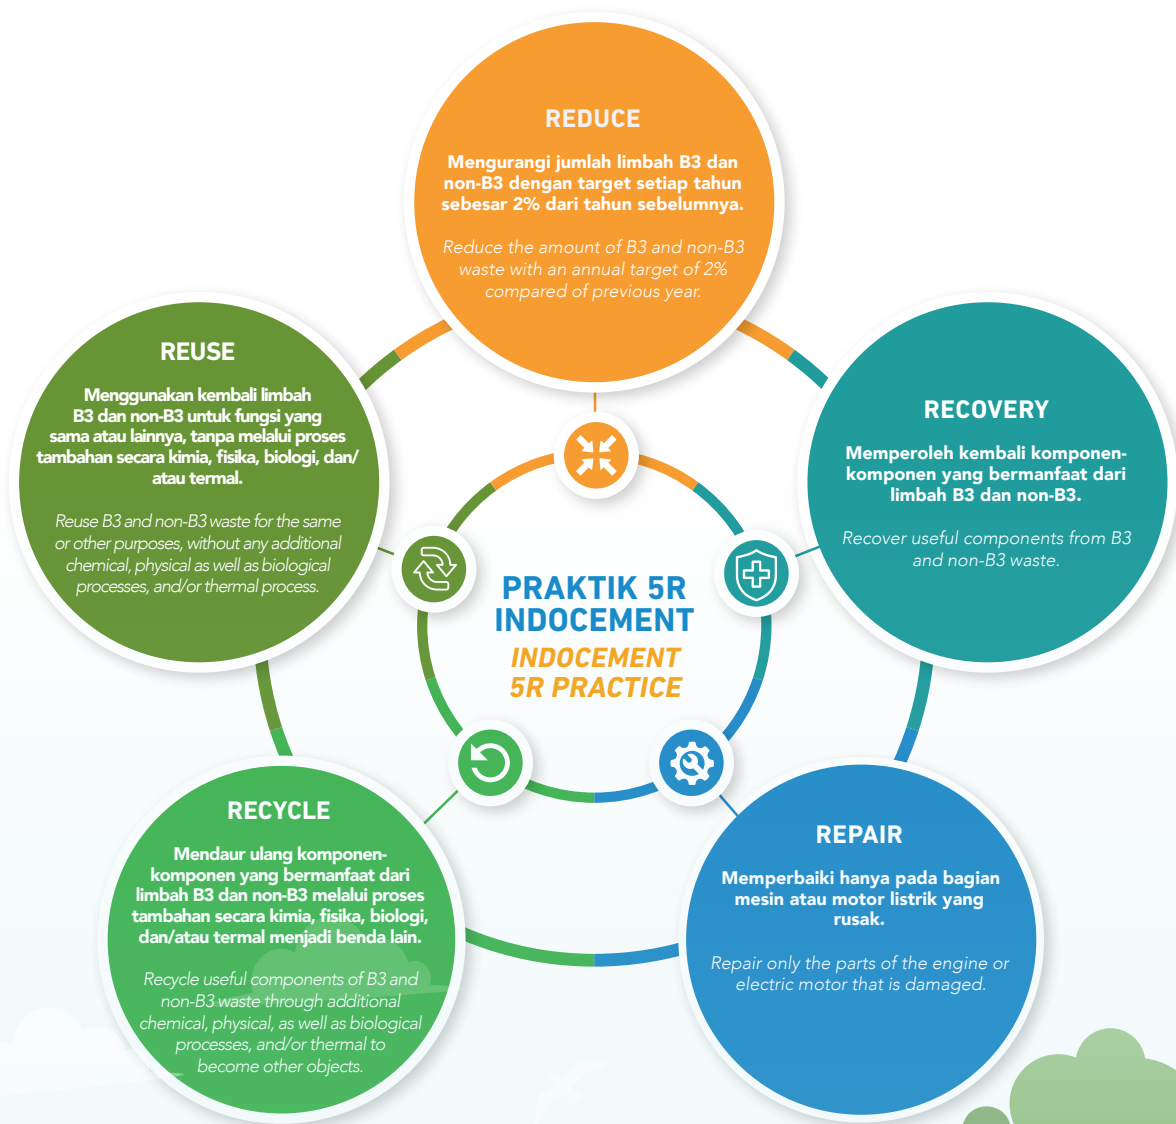 REDUCE
Mengurangi jumlah limbah B3 dan
non-B3 dengan target setiap tahun
sebesar 2% dari tahun sebelumnya.
Reduce the amount of B3 and non-B3
waste with an annual target of 2%
compared of previous year.
REUSE
Menggunakan kembali limbah
B3 dan non-B3 untuk fungsi yang
sama atau lainnya, tanpa melalui proses
tambahan secara kimia, fisika, biologi, dan/
atau termal.
Reuse B3 and non-B3 waste for the same
or other purposes, without any additional
chemical, physical as well as biological
processes, and/or thermal process.
RECOVERY
Memperoleh kembali komponen-
komponen yang bermanfaat dari
limbah B3 dan non-B3.
Recover useful components from B3
and non-B3 waste.
PRAKTIK 5R
INDOCEMENT
INDOCEMENT
5R PRACTICE
RECYCLE
Mendaur ulang komponen-
komponen yang bermanfaat dari
limbah B3 dan non-B3 melalui proses
tambahan secara kimia, fisika, biologi,
dan/atau termal menjadi benda lain.
Recycle useful components of B3 and
non-B3 waste through additional
chemical, physical, as well as biological
processes, and/or thermal to
become other objects.
REPAIR
Memperbaiki hanya pada bagian
mesin atau motor listrik yang
rusak.
Repair only the parts of the engine or
electric motor that is damaged.